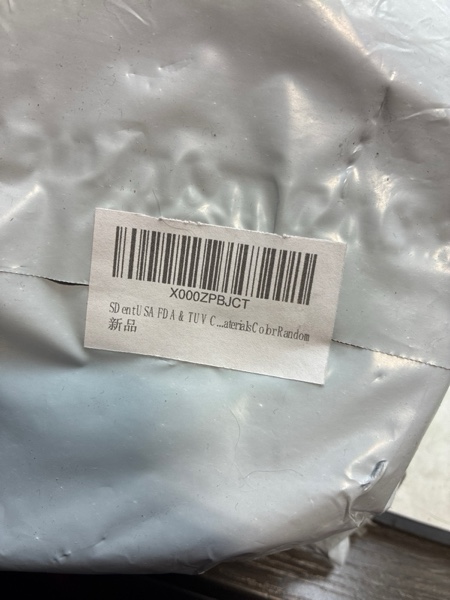 X000ZPBJCT
SDentUSA FDA & TUV C...aterialsColorRandom
新品